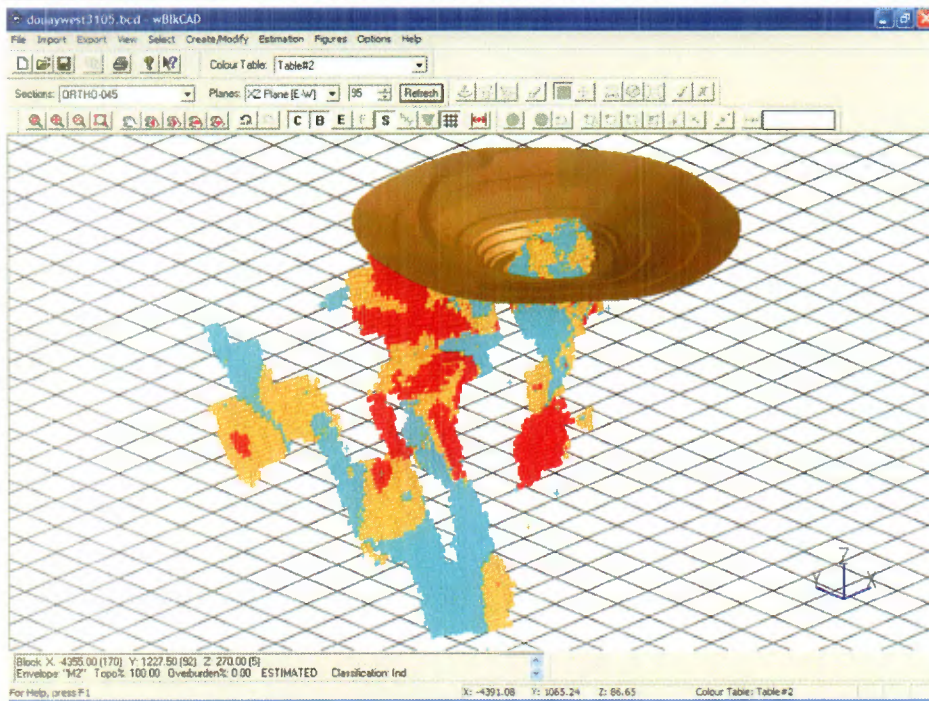 douaywest3105.bcd - wBlkCAD
File Import Export View Select Create/Modify Estimation Figures Options Help
Colour Table: Table#2
Sections: ORTHO-045 Planes: XZ Plane [E-W] 95 Refresh
C B E F S
Z
Y X
Block X: -4355.00 (170) Y: 1227.50 (92) Z: 270.00 (5)
Envelope "M2" Topo%: 100.00 Overburden%: 0.00 ESTIMATED Classification: Ind
For Help, press F1 X: -4391.08 Y: 1065.24 Z: 86.65 Colour Table: Table#2